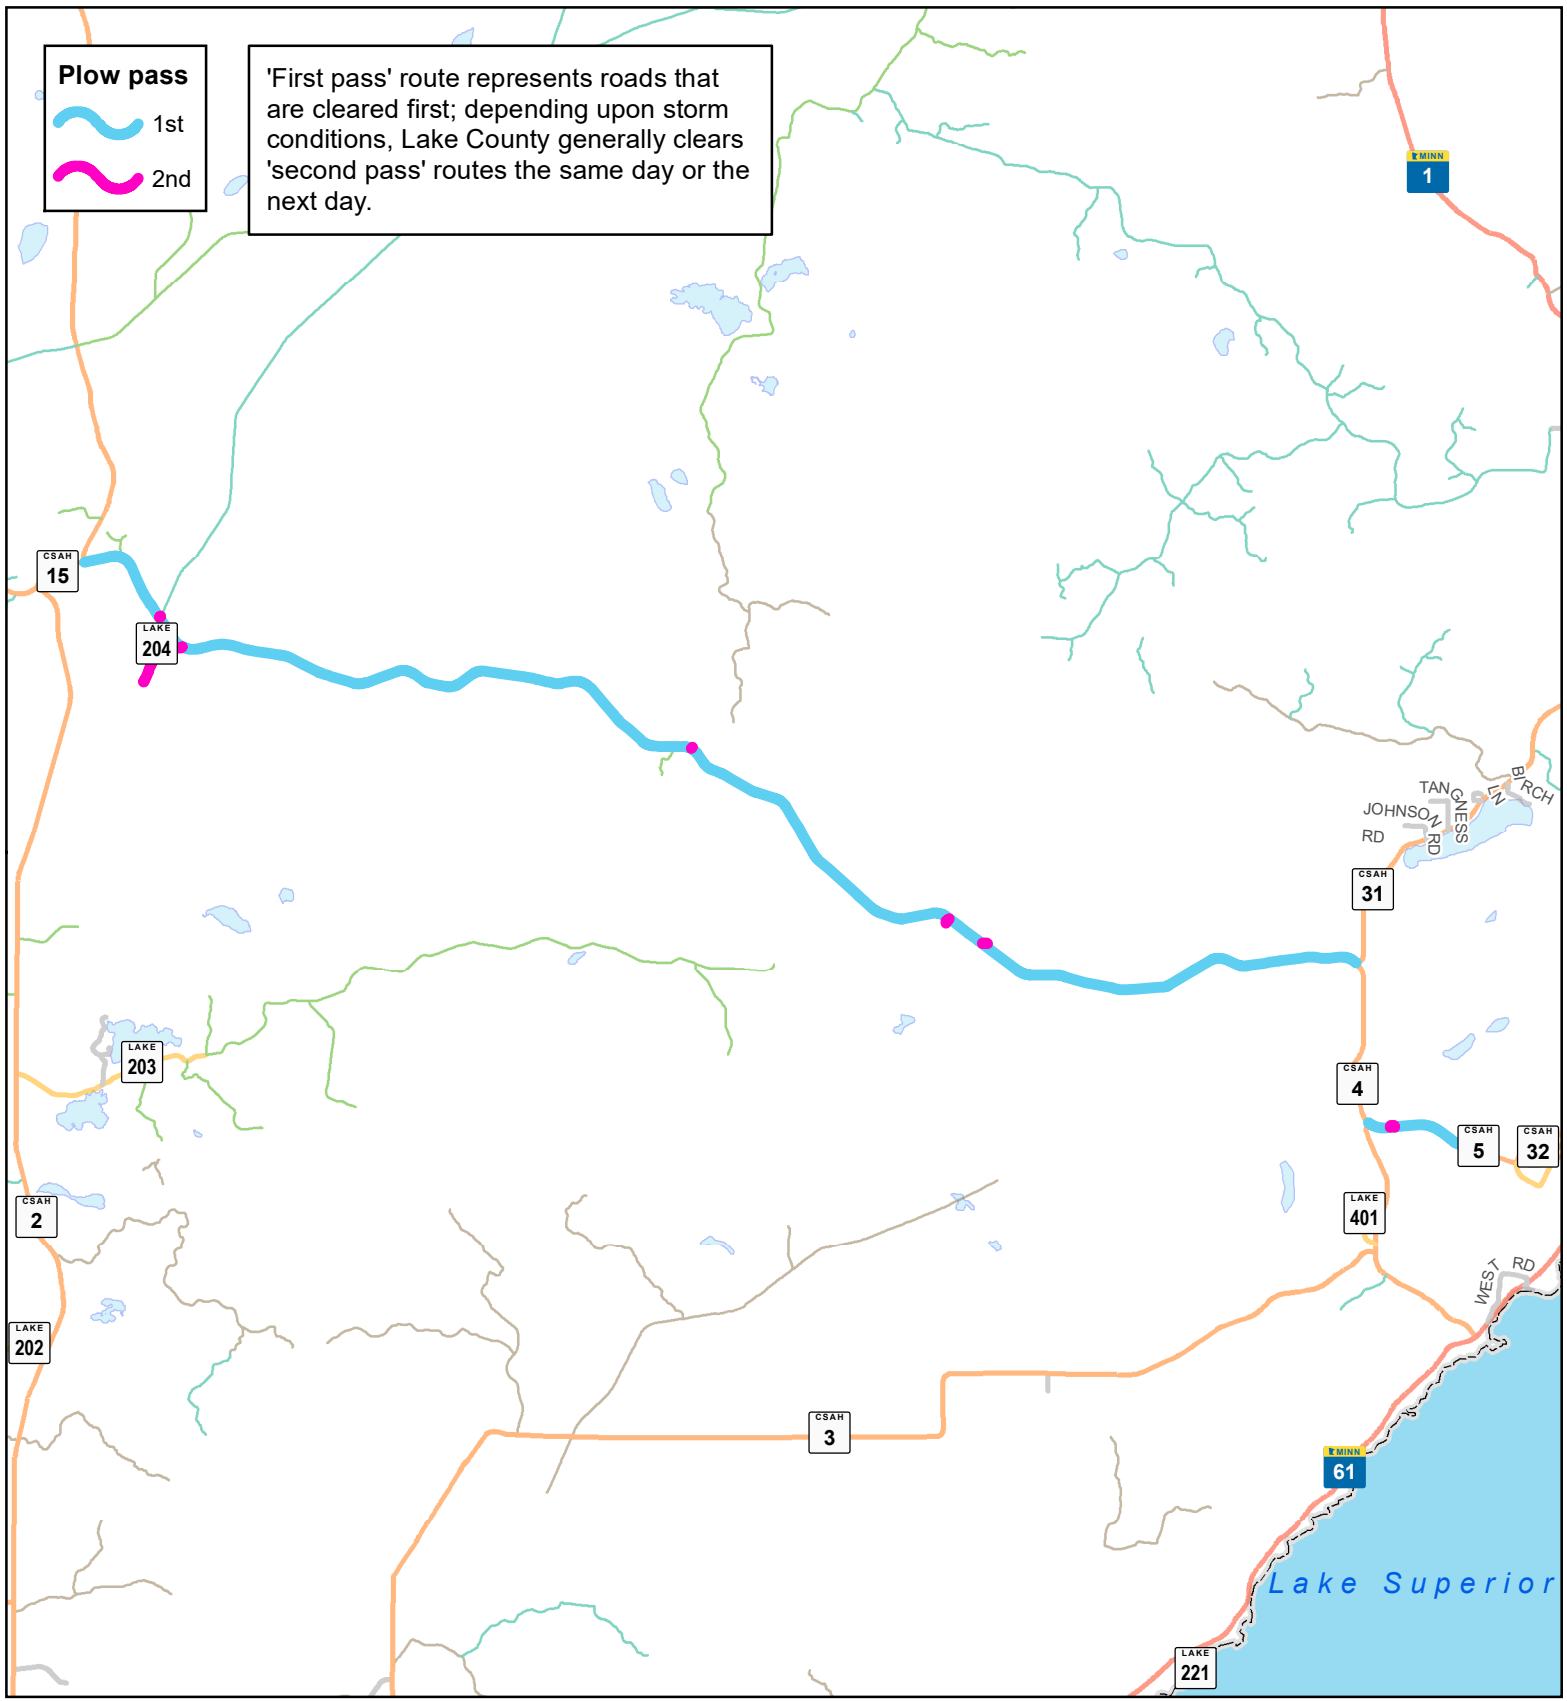 Plow pass
1st
2nd
'First pass' route represents roads that
are cleared first; depending upon storm
conditions, Lake County generally clears
'second pass' routes the same day or the
next day.
MINN
1
CSAH
15
LAKE
204
BIRCH
LN
TANGNESS
JOHNSON
RD
RD
CSAH
31
LAKE
203
CSAH
4
CSAH
5
CSAH
32
CSAH
2
LAKE
401
WEST RD
LAKE
202
CSAH
3
MINN
61
Lake Superior
LAKE
221